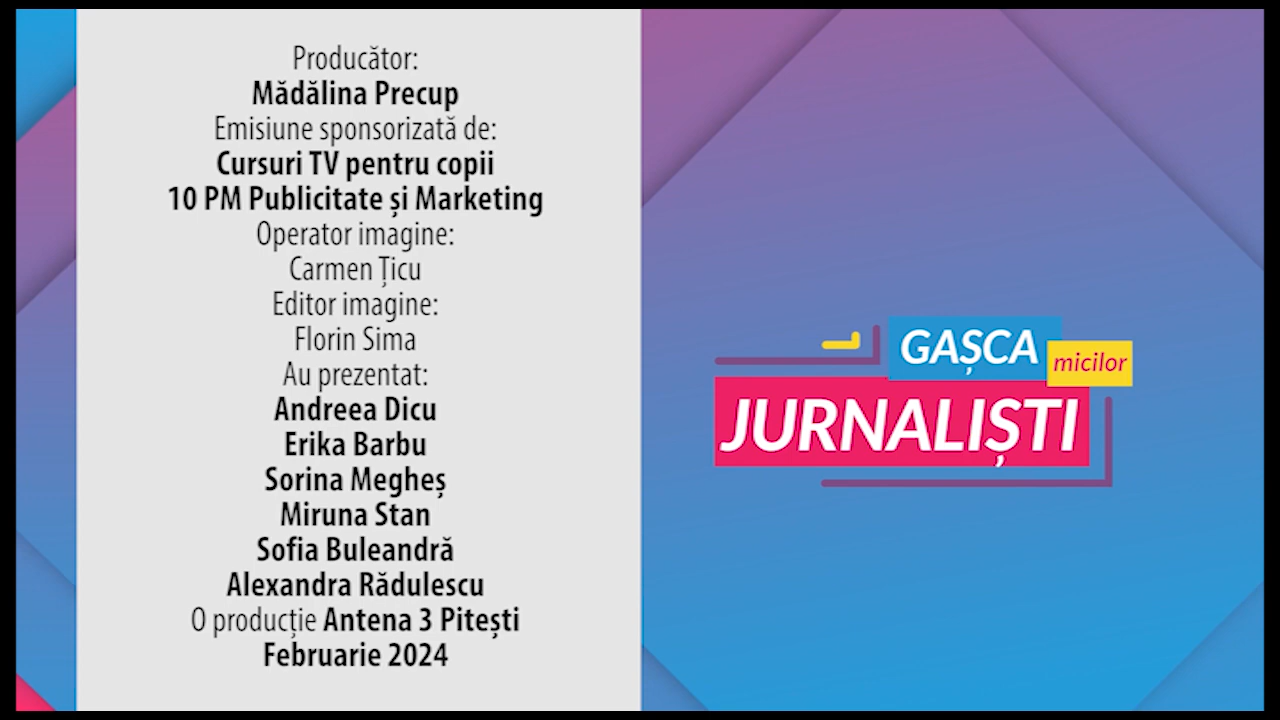 Producător:
Mădălina Precup
Emisiune sponsorizată de:
Cursuri TV pentru copii
10 PM Publicitate și Marketing
Operator imagine:
Carmen Țicu
Editor imagine:
Florin Sima
Au prezentat:
Andreea Dicu
Erika Barbu
Sorina Megheș
Miruna Stan
Sofia Buleandră
Alexandra Rădulescu
O producție Antena 3 Pitești
Februarie 2024
GAȘCA
micilor
JURNALIȘTI